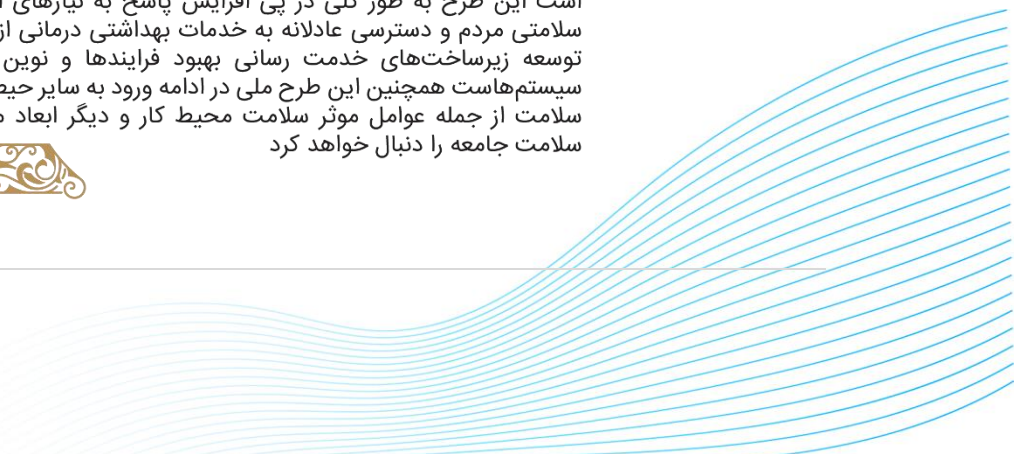 است این طرح به طور کلی در پی افزایش پاسخ به نیازهای
سلامتی مردم و دسترسی عادلانه به خدمات بهداشتی درمانی از
توسعه زیرساخت‌های خدمت رسانی بهبود فرایندها و نوین
سیستم‌هاست همچنین این طرح ملی در ادامه ورود به سایر
سلامت از جمله عوامل موثر سلامت محیط کار و دیگر ابعاد
سلامت جامعه را دنبال خواهد کرد